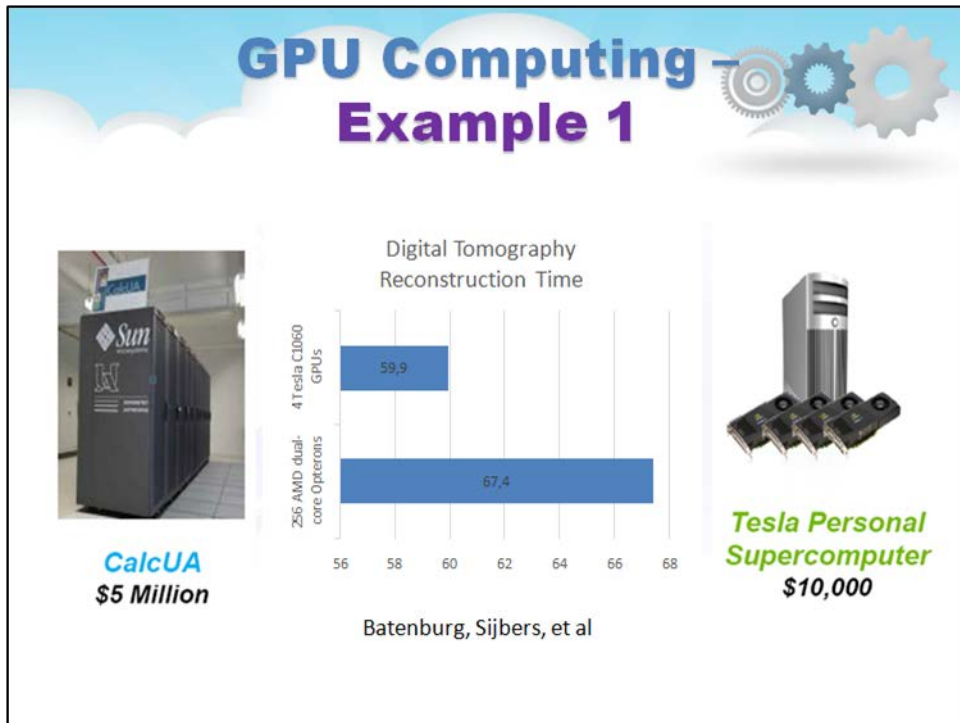 GPU Computing –
Example 1
CalcUA
Sun
microsystems
CalcUA
$5 Million
Digital Tomography
Reconstruction Time
4 Tesla C1060
GPUs
59,9
256 AMD dual-
core Opterons
67,4
56 58 60 62 64 66 68
Batenburg, Sijbers, et al
Tesla Personal
Supercomputer
$10,000